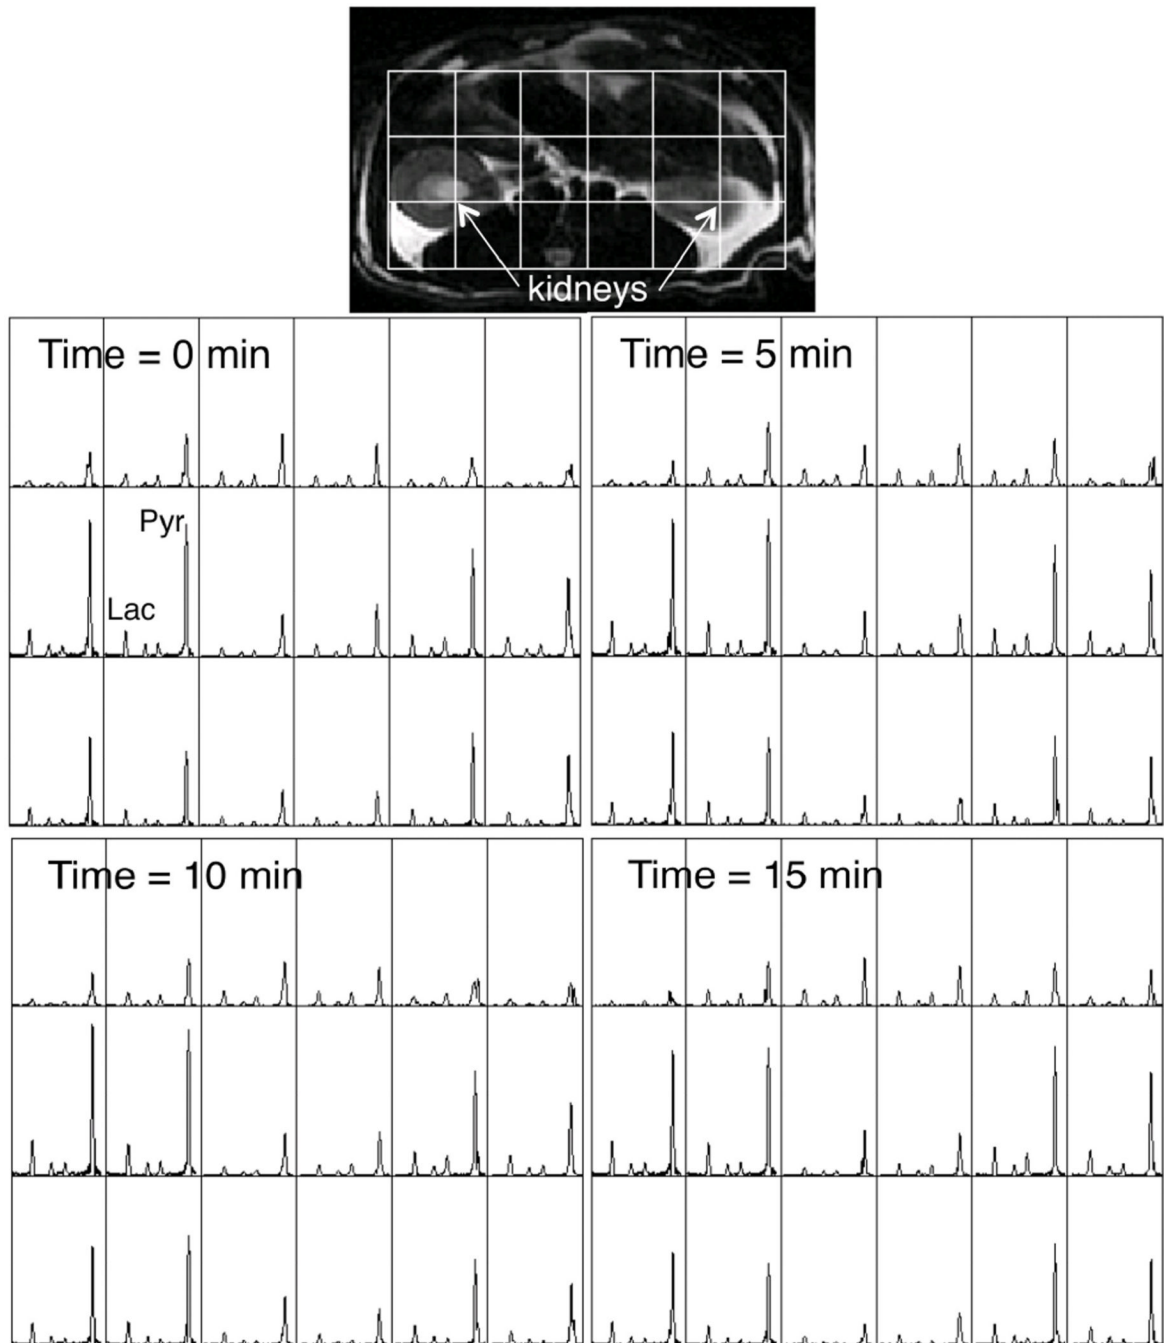 kidneys
Time = 0 min
Time = 5 min
Pyr
Lac
Time = 10 min
Time = 15 min